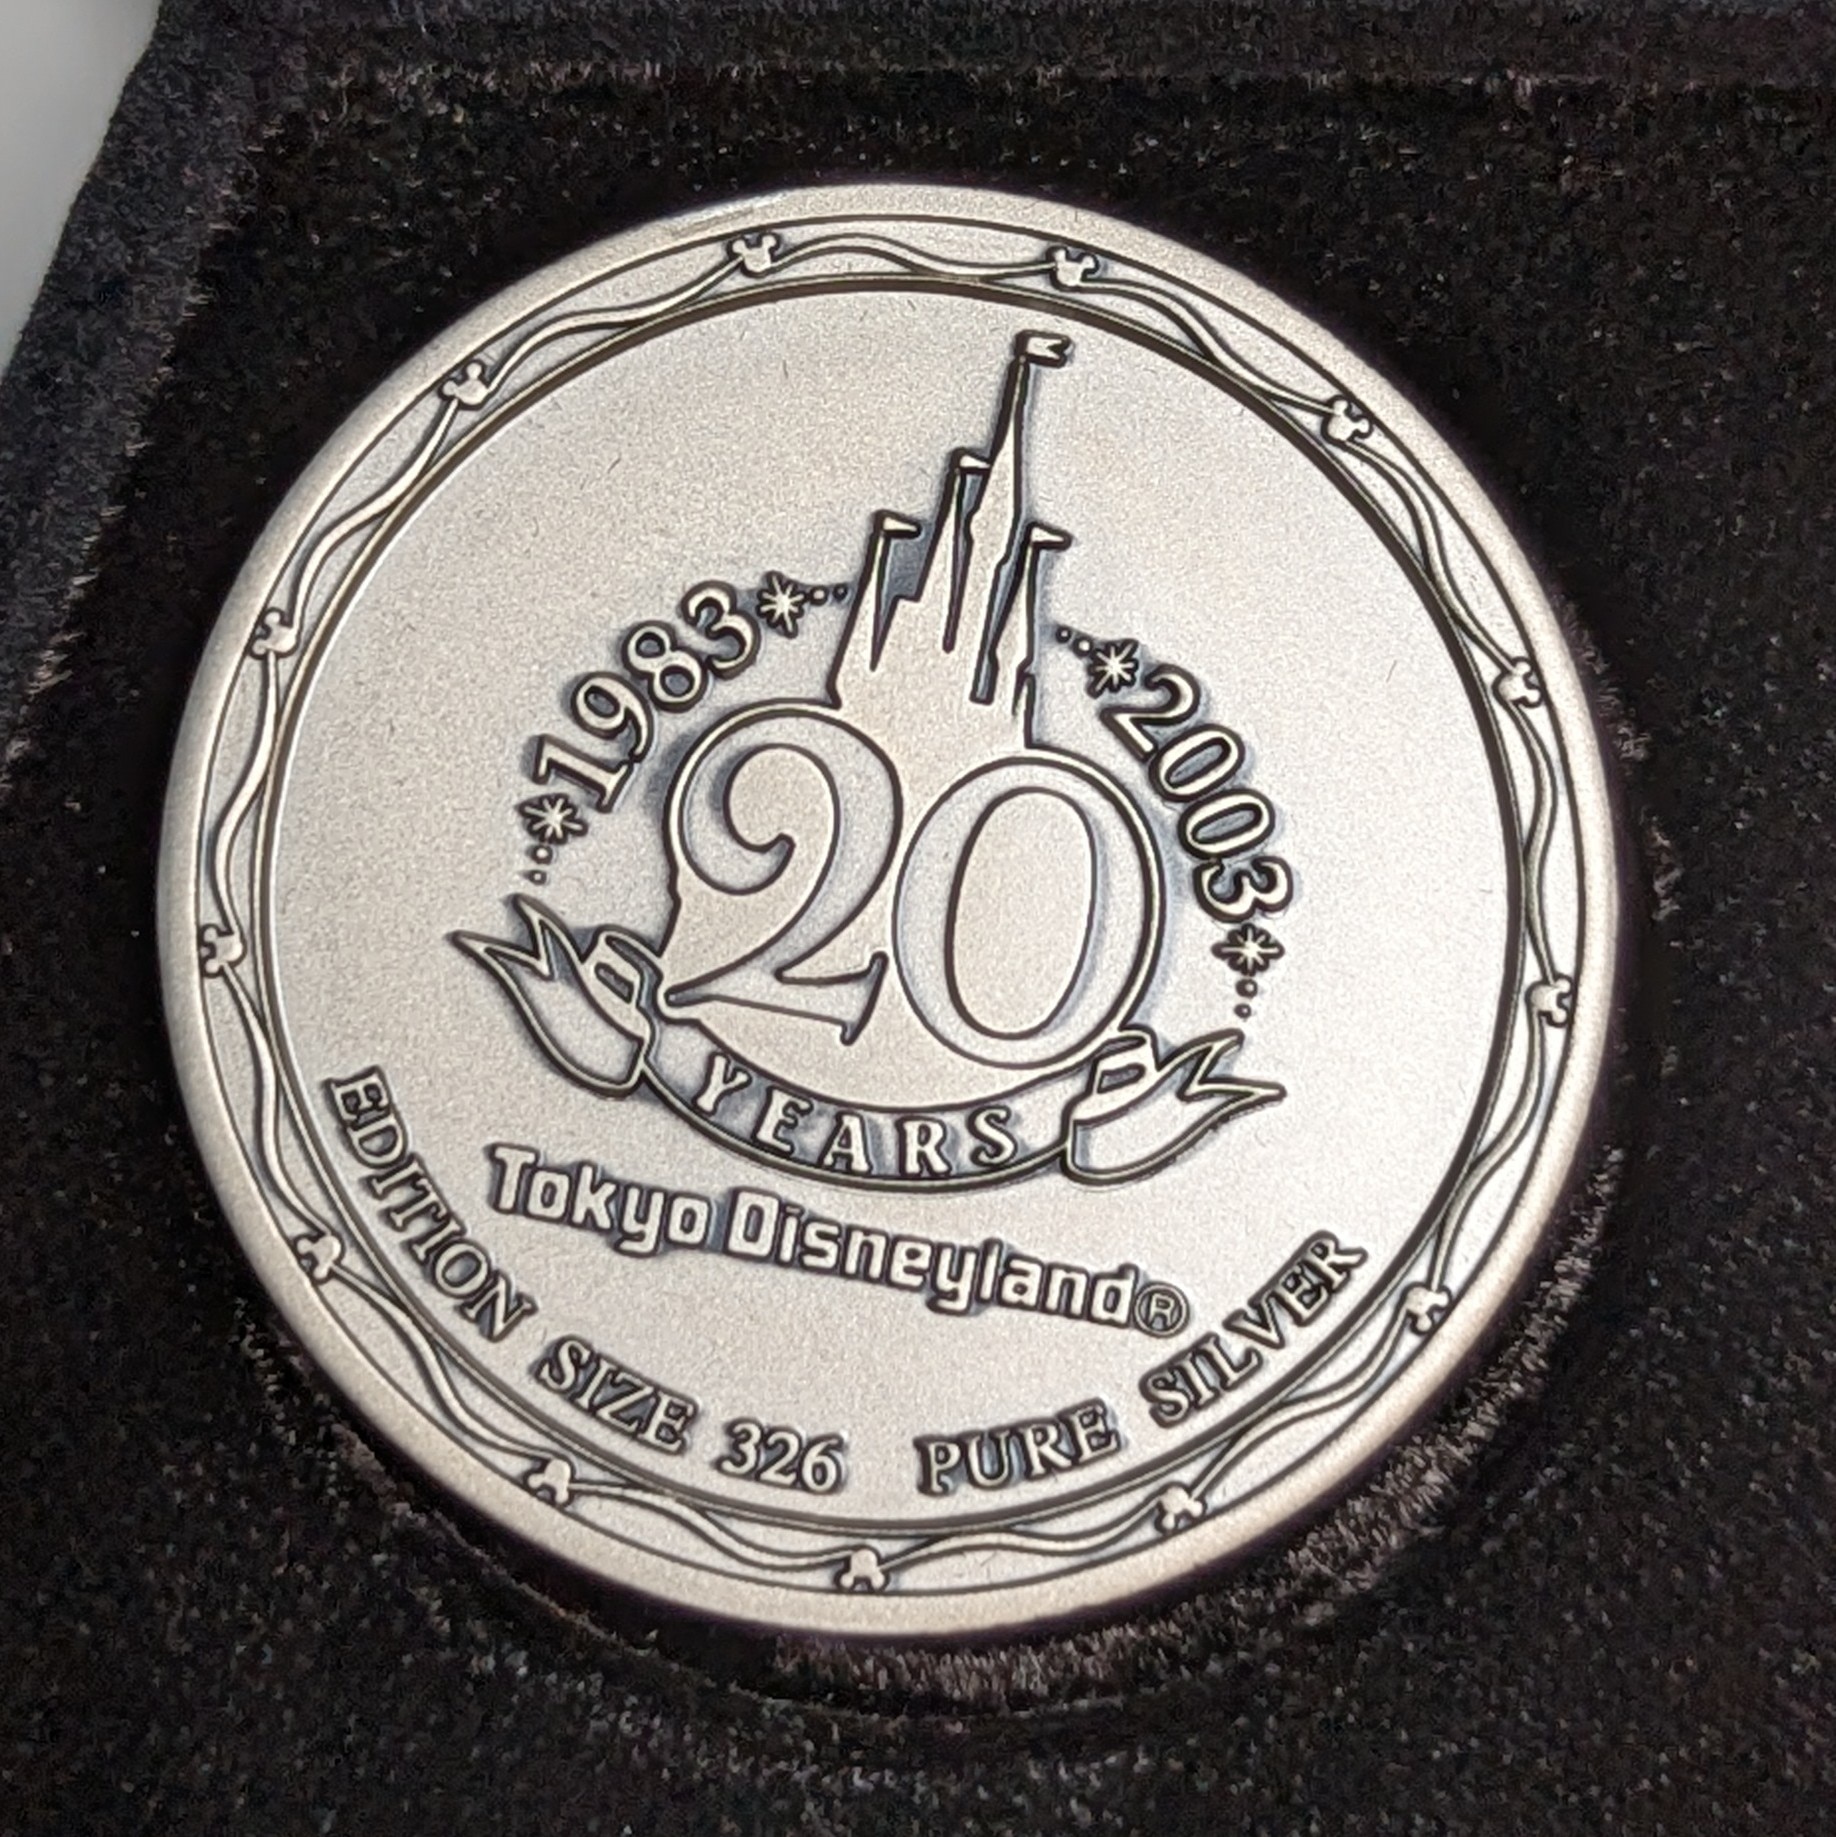 1983
2003
20
YEARS
Tokyo Disneyland®
EDITION SIZE 326 PURE SILVER